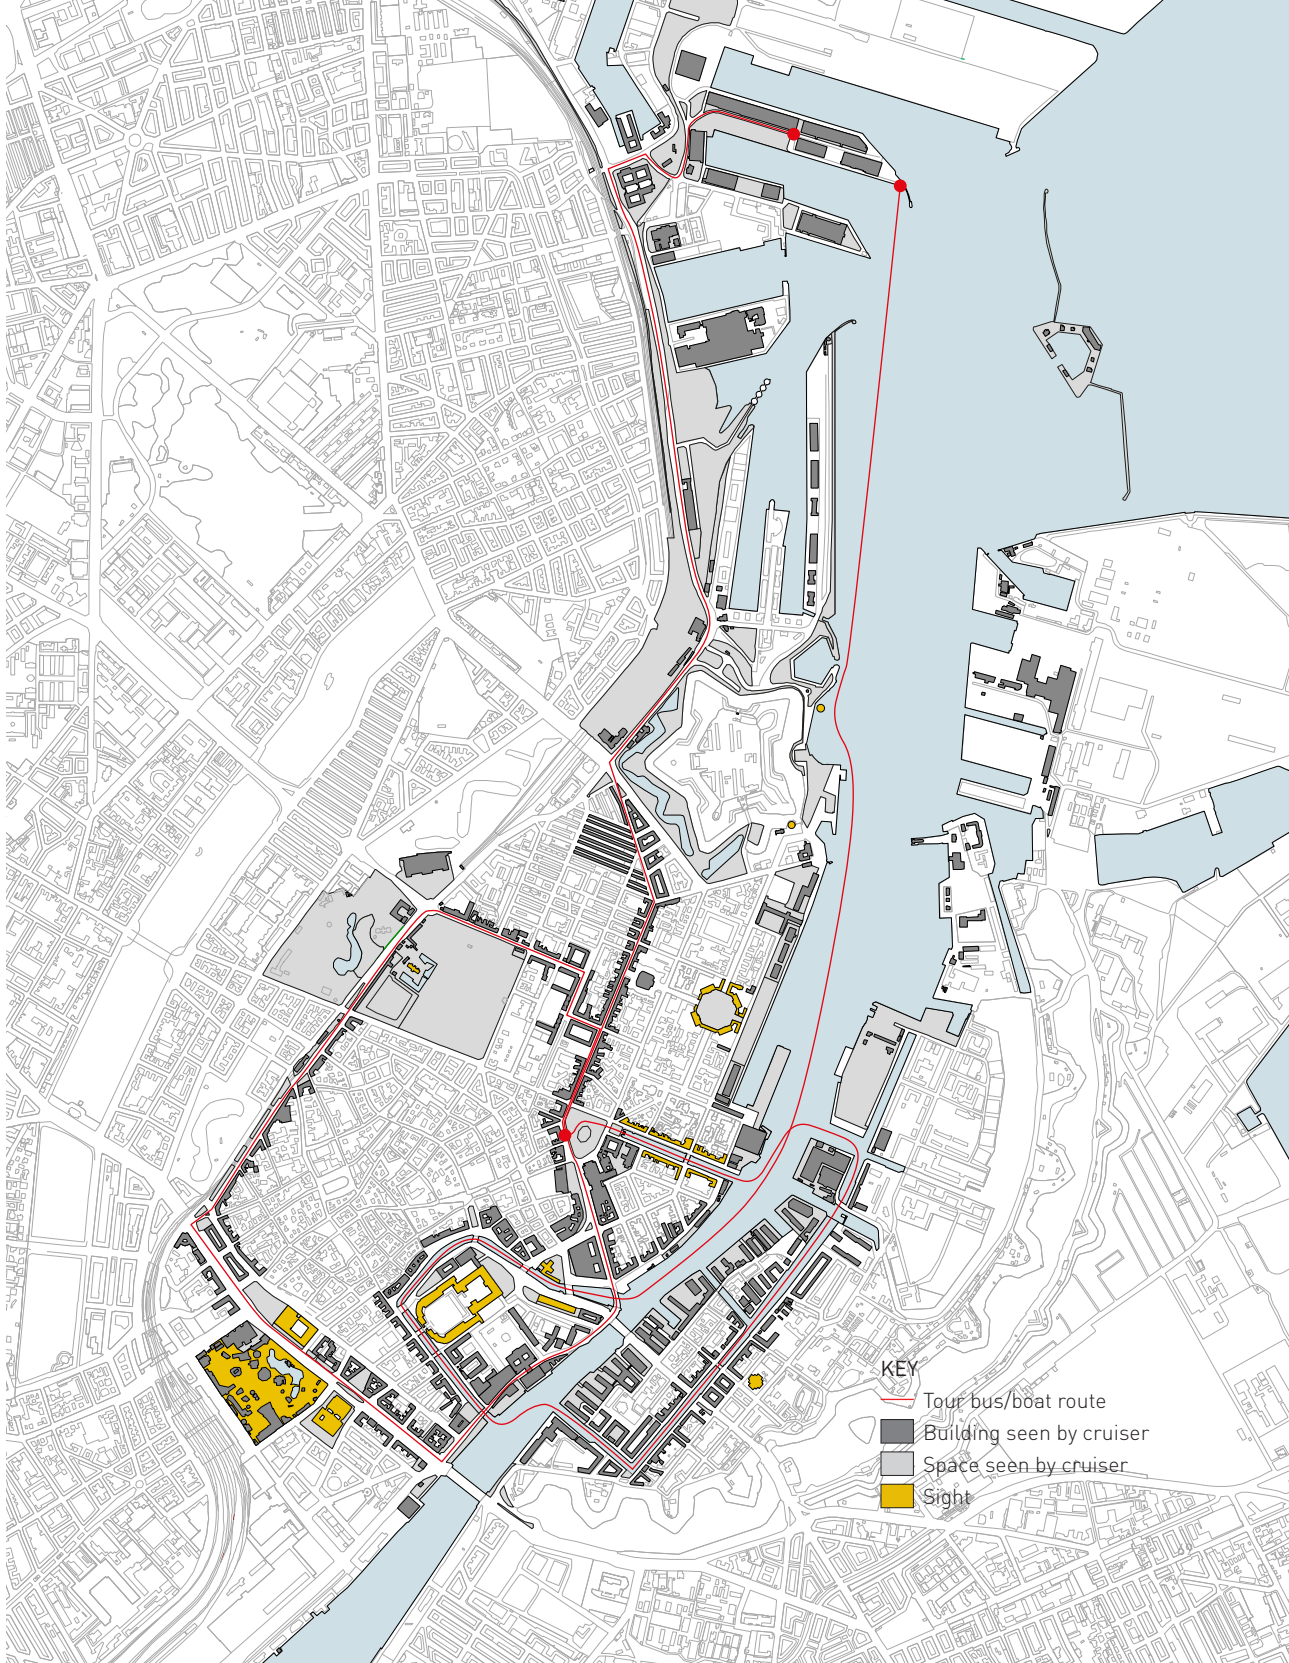 KEY
Tour bus/boat route
Building seen by cruiser
Space seen by cruiser
Sight